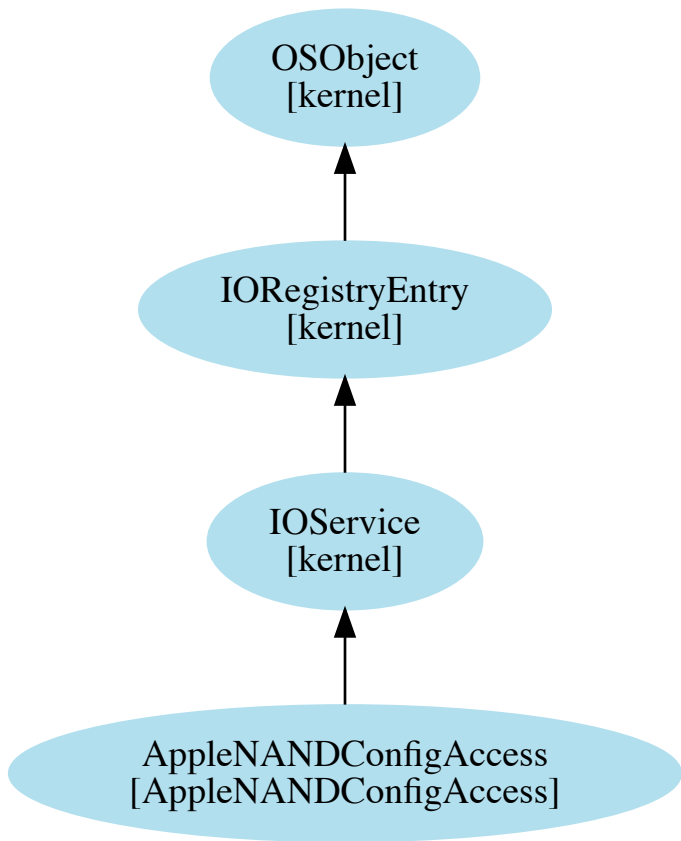 OSObject
[kernel]
IORegistryEntry
[kernel]
IOService
[kernel]
AppleNANDConfigAccess
[AppleNANDConfigAccess]